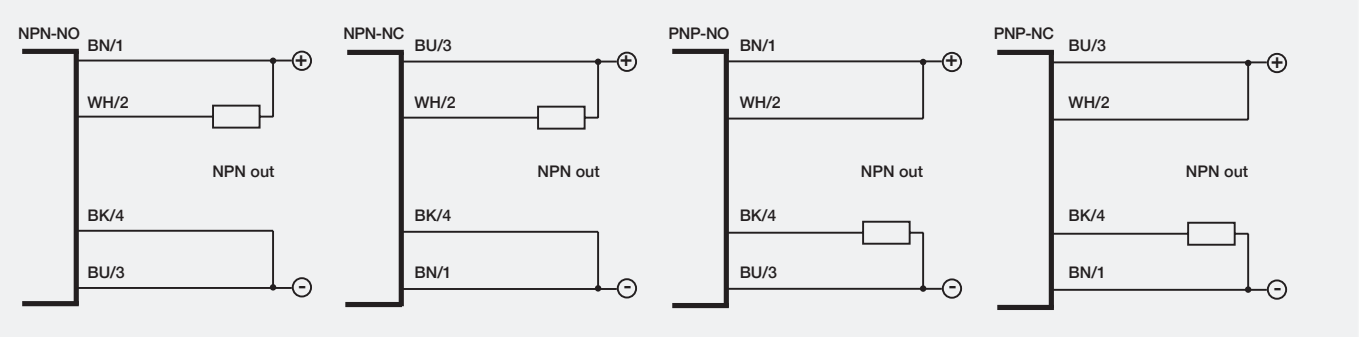 NPN-NO
BN/1
WH/2
NPN out
BK/4
BU/3
NPN-NC
BU/3
WH/2
NPN out
BK/4
BN/1
PNP-NO
BN/1
WH/2
NPN out
BK/4
BU/3
PNP-NC
BU/3
WH/2
NPN out
BK/4
BN/1